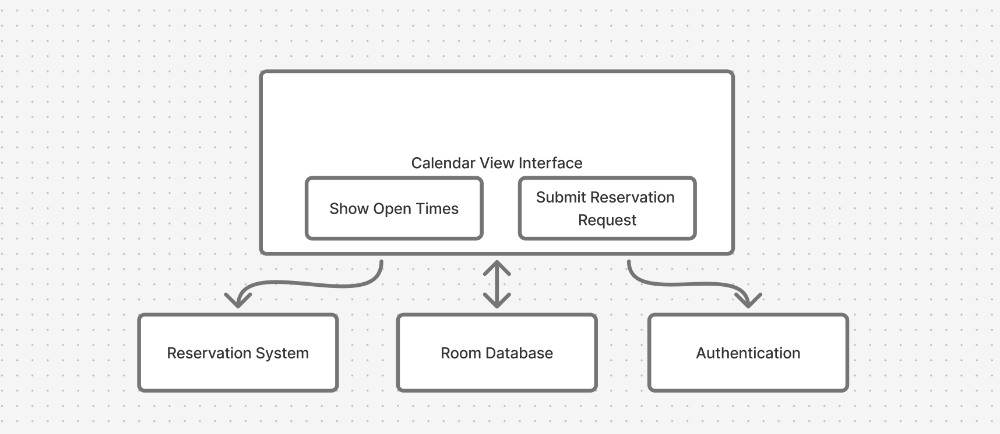 Calendar View Interface
Show Open Times
Submit Reservation
Request
Reservation System
Room Database
Authentication